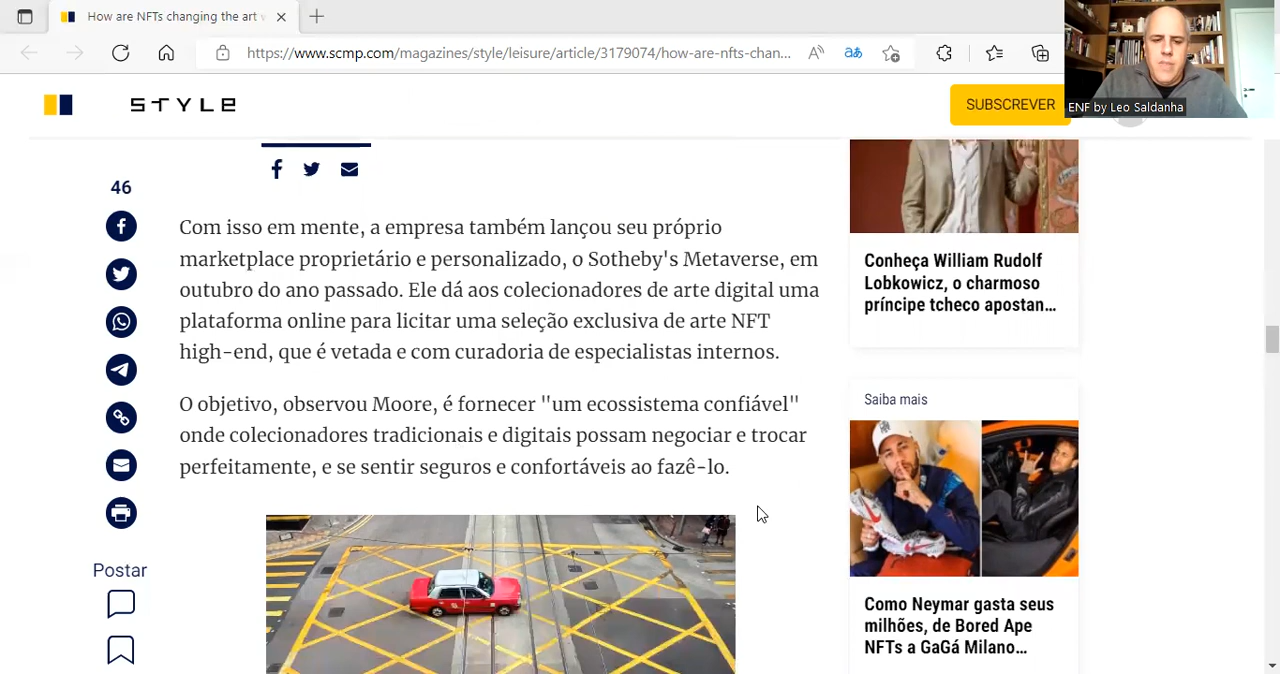 How are NFTs changing the art v
https://www.scmp.com/magazines/style/leisure/article/3179074/how-are-nfts-chan...
aあ
ENF by Leo Saldanha
STYLE
SUBSCREVER
46
Com isso em mente, a empresa também lançou seu próprio
marketplace proprietário e personalizado, o Sotheby's Metaverse, em
outubro do ano passado. Ele dá aos colecionadores de arte digital uma
plataforma online para licitar uma seleção exclusiva de arte NFT
high-end, que é vetada e com curadoria de especialistas internos.
O objetivo, observou Moore, é fornecer "um ecossistema confiável"
onde colecionadores tradicionais e digitais possam negociar e trocar
perfeitamente, e se sentir seguros e confortáveis ao fazê-lo.
Postar
Conheça William Rudolf
Lobkowicz, o charmoso
príncipe tcheco apostan...
Saiba mais
Como Neymar gasta seus
milhões, de Bored Ape
NFTs a GaGá Milano...